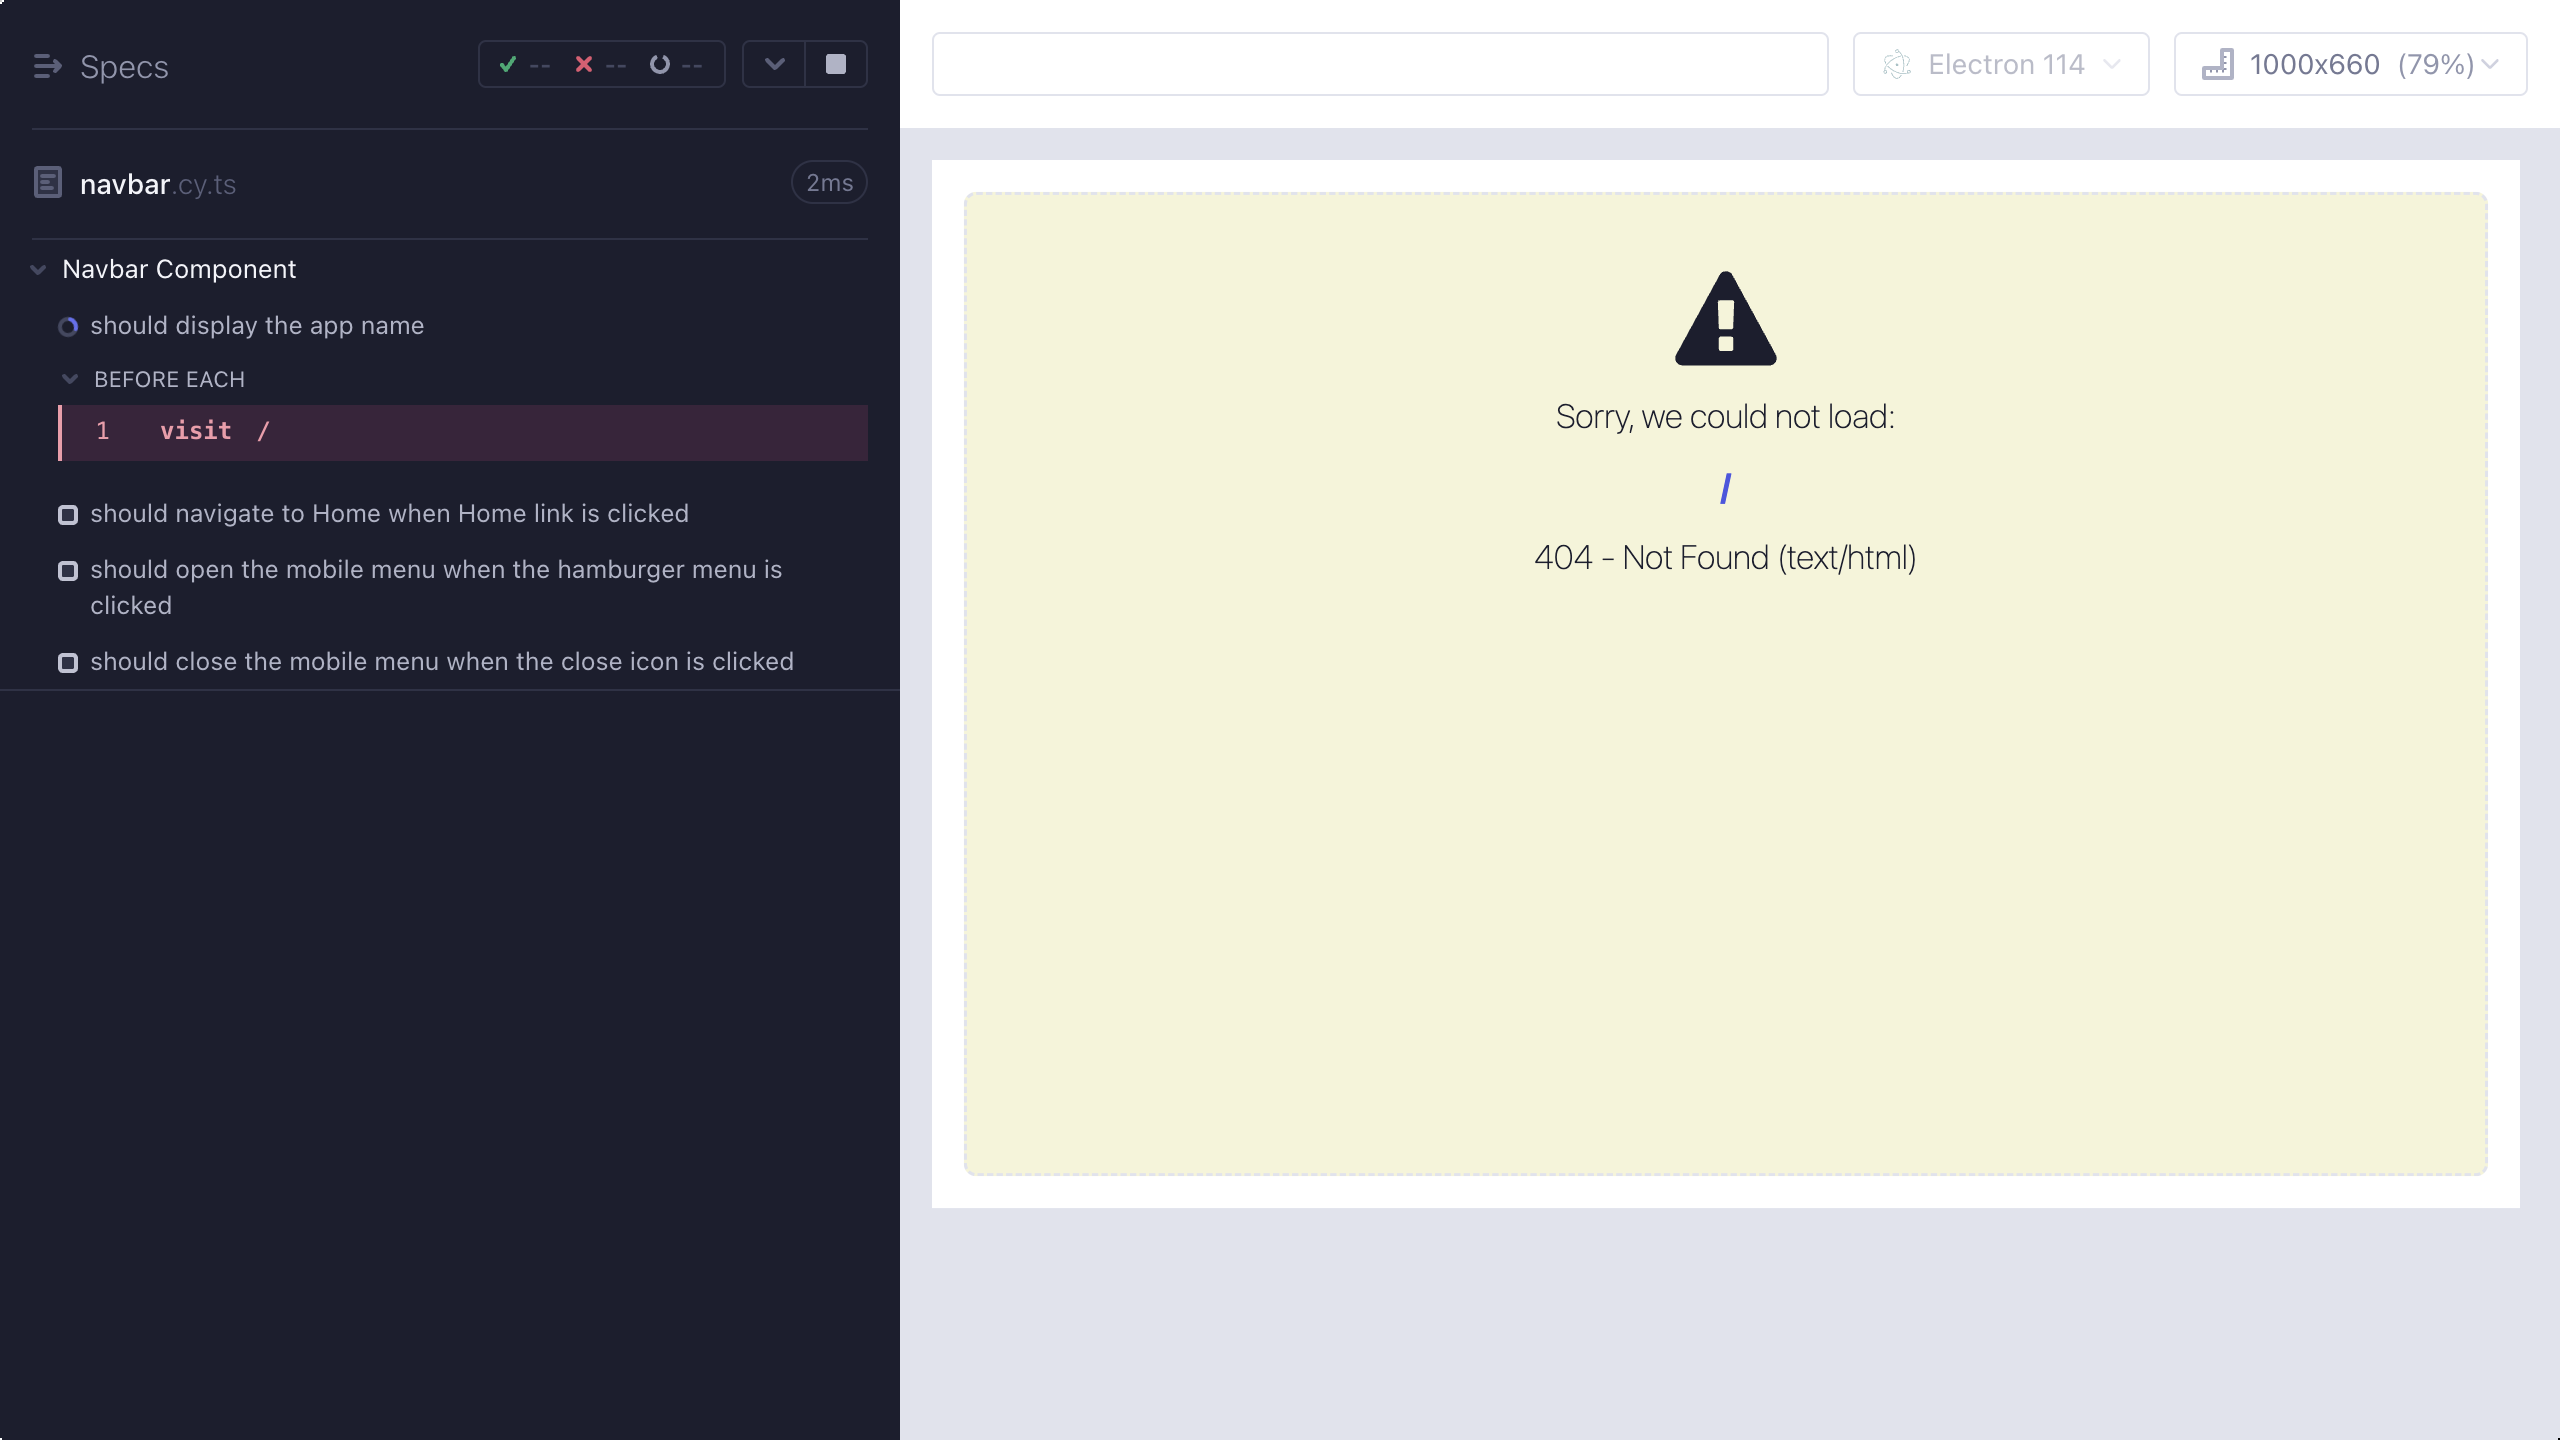 Specs
-- -- --
navbar.cy.ts
2ms
Navbar Component
should display the app name
BEFORE EACH
1 visit /
should navigate to Home when Home link is clicked
should open the mobile menu when the hamburger menu is
clicked
should close the mobile menu when the close icon is clicked
Electron 114
1000x660 (79%)
Sorry, we could not load:
/
404 - Not Found (text/html)